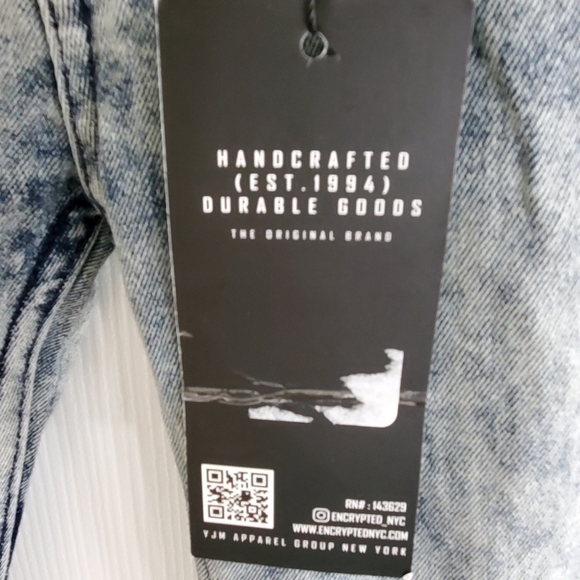 HANDCRAFTED
(EST.1994)
DURABLE GOODS
THE ORIGINAL BRAND
RN# : 143629
ENCRYPTED_NYC
WWW.ENCRYPTEDNYC.COM
YJM APPAREL GROUP NEW YORK